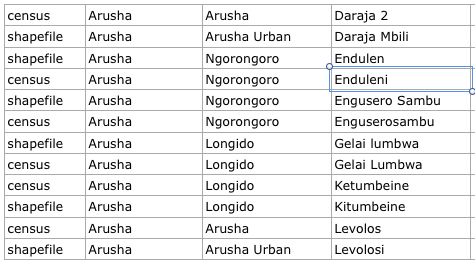 census Arusha Arusha Daraja 2
shapefile Arusha Arusha Urban Daraja Mbili
shapefile Arusha Ngorongoro Endulen
census Arusha Ngorongoro Enduleni
shapefile Arusha Ngorongoro Engusero Sambu
census Arusha Ngorongoro Enguserosambu
shapefile Arusha Longido Gelai lumbwa
census Arusha Longido Gelai Lumbwa
census Arusha Longido Ketumbeine
shapefile Arusha Longido Kitumbeine
census Arusha Arusha Levolos
shapefile Arusha Arusha Urban Levolosi